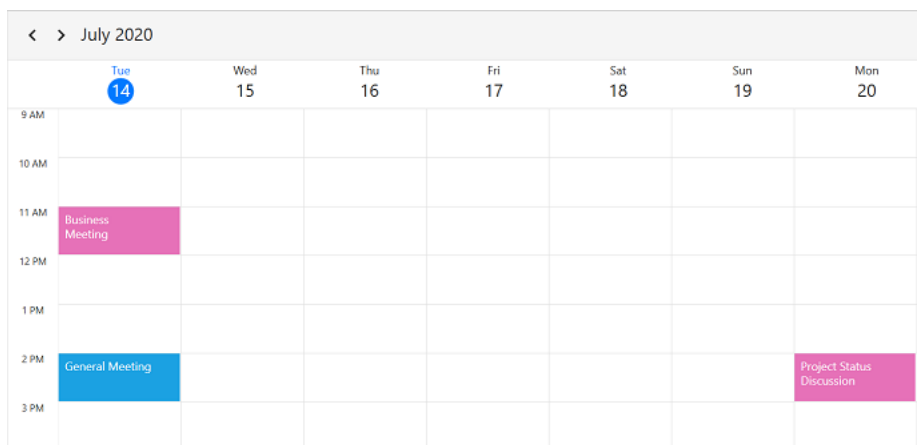 July 2020
Tue Wed Thu Fri Sat Sun Mon
14 15 16 17 18 19 20
9 AM
10 AM
11 AM
Business
Meeting
12 PM
1 PM
2 PM
General Meeting
Project Status
Discussion
3 PM